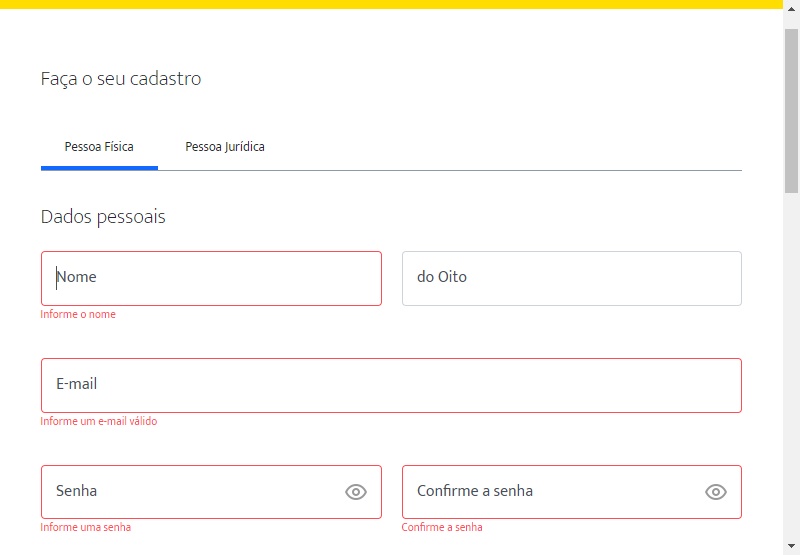 Faça o seu cadastro
Pessoa Física
Pessoa Jurídica
Dados pessoais
Nome
do Oito
Informe o nome
E-mail
Informe um e-mail válido
Senha
Confirme a senha
Informe uma senha
Confirme a senha